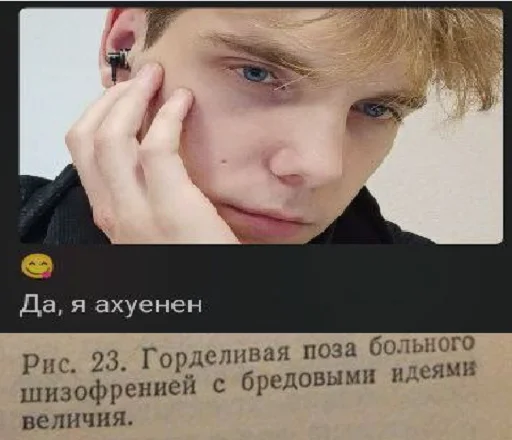 😋
Да, я ахуенен
Рис. 23. Горделивая поза больного
шизофренией с бредовыми идеями
величия.